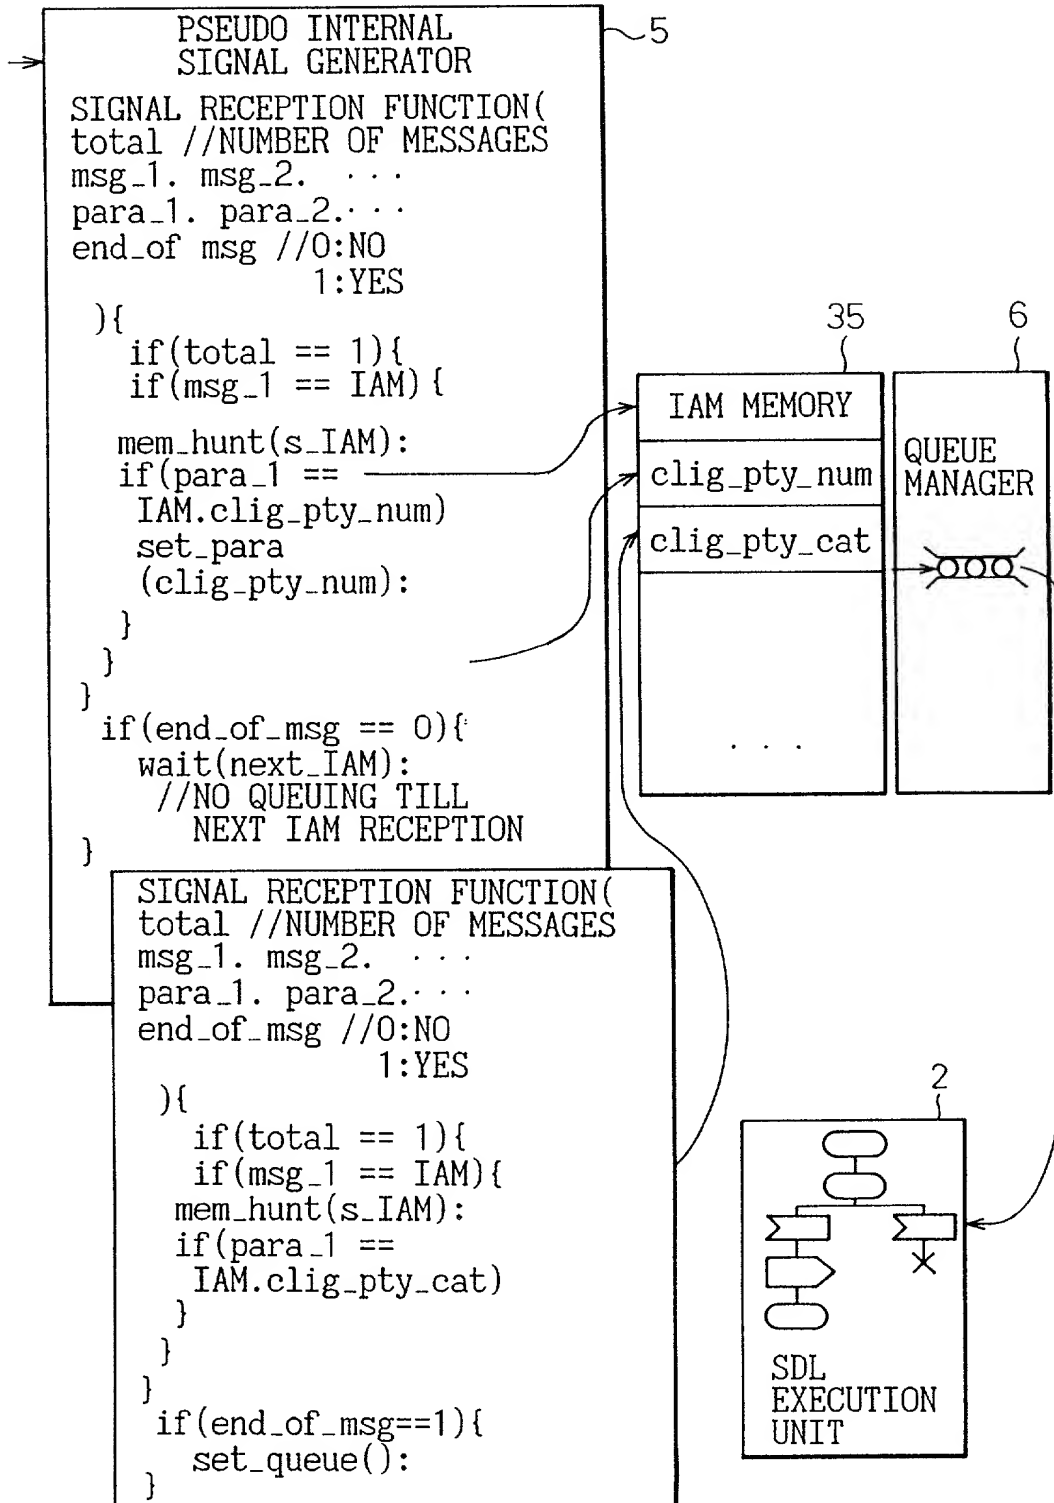 PSEUDO INTERNAL
SIGNAL GENERATOR
5
SIGNAL RECEPTION FUNCTION(
total //NUMBER OF MESSAGES
msg_1. msg_2. ...
para_1. para_2....
end_of msg //0:NO
1:YES
){
if(total == 1){
if(msg_1 == IAM){
mem_hunt(s_IAM):
if(para_1 ==
IAM.clig_pty_num)
set_para
(clig_pty_num):
}
}
}
if(end_of_msg == 0){
wait(next_IAM):
//NO QUEUING TILL
NEXT IAM RECEPTION
}
35
IAM MEMORY
clig_pty_num
clig_pty_cat
...
6
QUEUE
MANAGER
SIGNAL RECEPTION FUNCTION(
total //NUMBER OF MESSAGES
msg_1. msg_2. ...
para_1. para_2....
end_of_msg //0:NO
1:YES
){
if(total == 1){
if(msg_1 == IAM){
mem_hunt(s_IAM):
if(para_1 ==
IAM.clig_pty_cat)
}
}
}
if(end_of_msg==1){
set_queue():
}
2
SDL
EXECUTION
UNIT